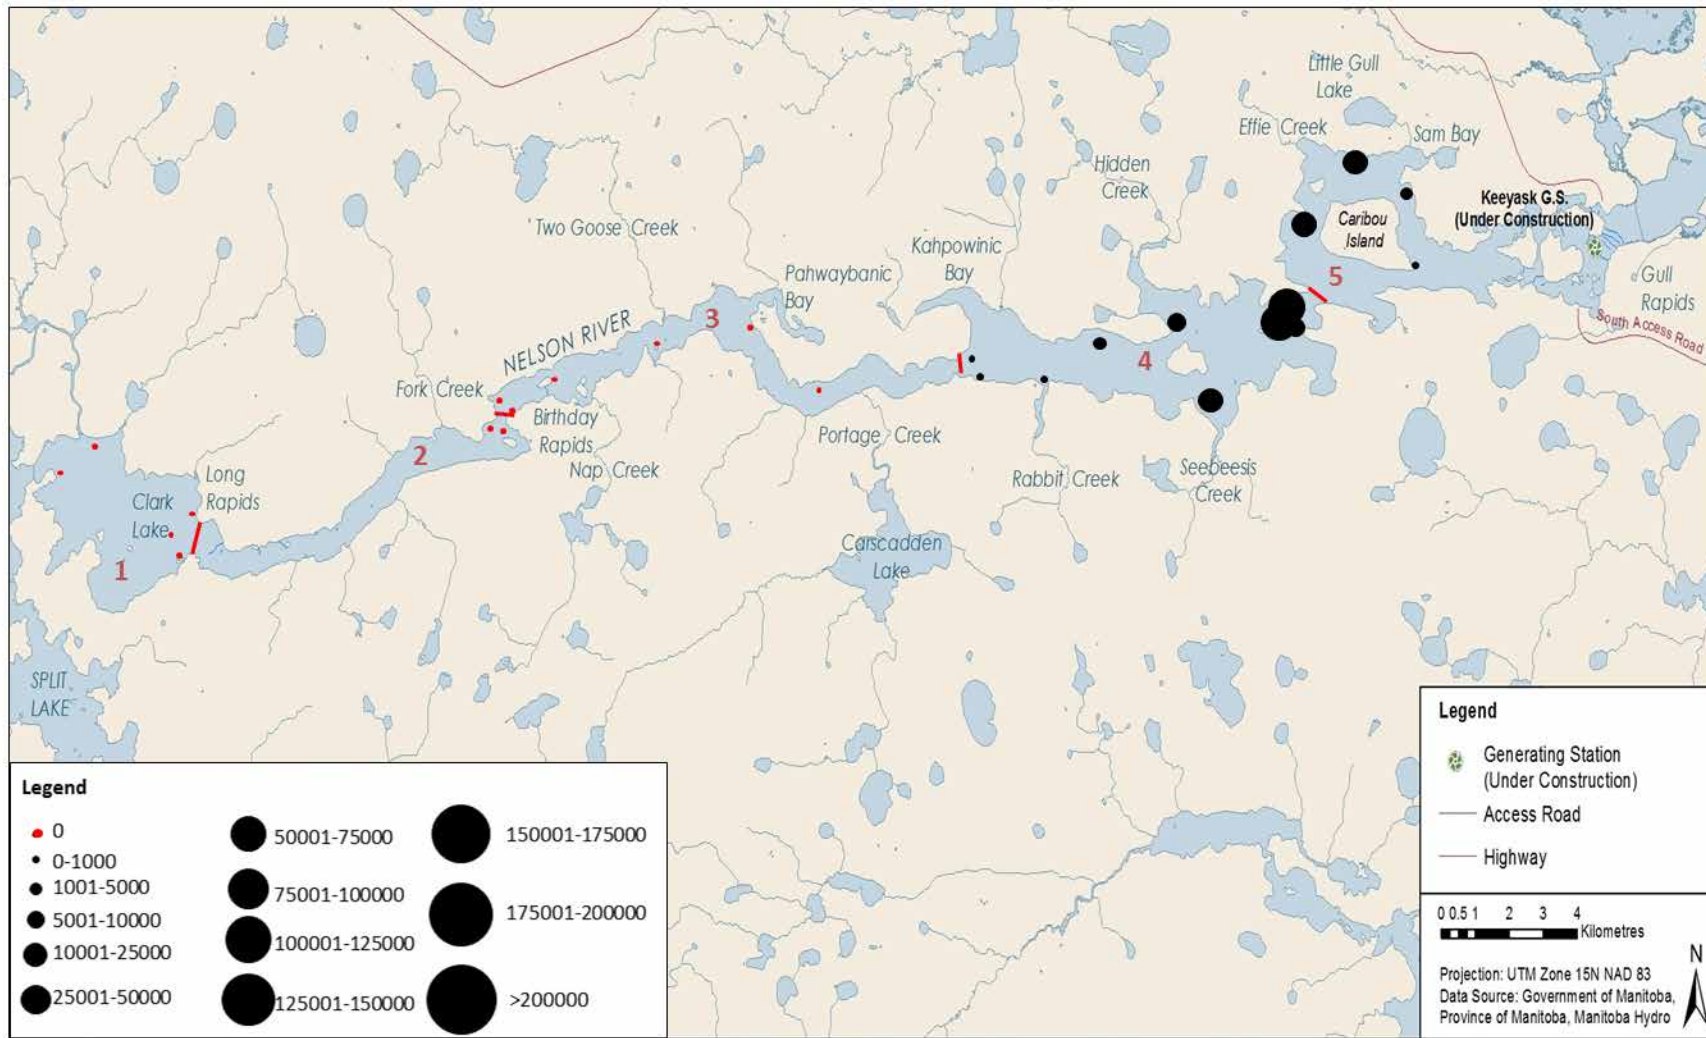 Little Gull
Lake
Effie Creek
Sam Bay
Hidden
Creek
Keeyask G.S.
(Under Construction)
Caribou
Island
Two Goose Creek
Kahpowinic
Bay
Pahwaybanic
Bay
5
Gull
Rapids
South Access Road
3
NELSON RIVER
4
Fork Creek
Birthday
Rapids
Portage Creek
2
Nap Creek
Long
Rapids
Rabbit Creek
Seebeesis
Creek
Clark
Lake
1
Carscadden
Lake
SPLIT
LAKE
Legend
0
0-1000
1001-5000
5001-10000
10001-25000
25001-50000
50001-75000
75001-100000
100001-125000
125001-150000
150001-175000
175001-200000
>200000
Legend
Generating Station
(Under Construction)
Access Road
Highway
0 0.5 1 2 3 4
Kilometres
N
Projection: UTM Zone 15N NAD 83
Data Source: Government of Manitoba,
Province of Manitoba, Manitoba Hydro